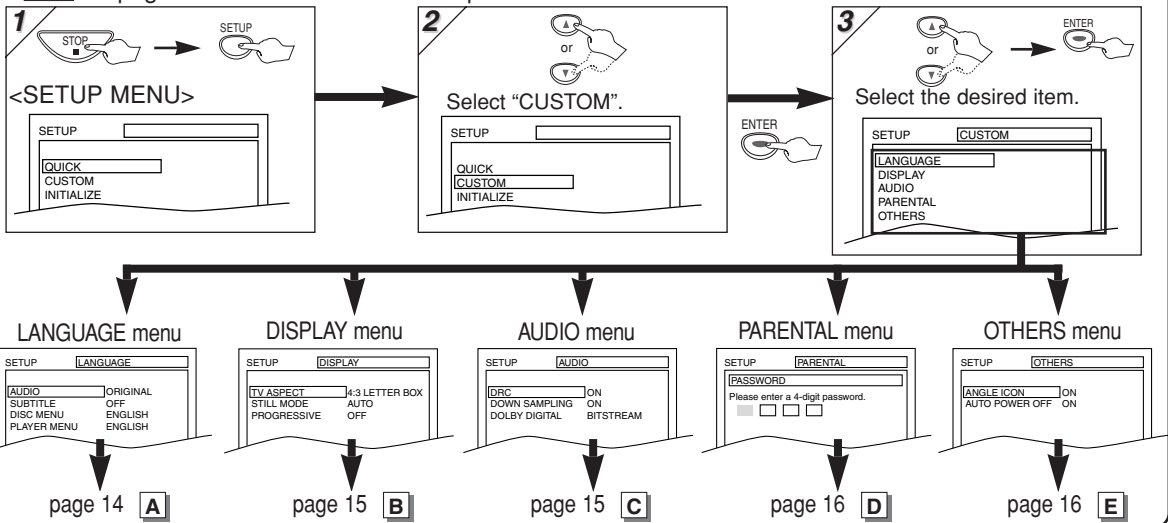 1
STOP
SETUP
<SETUP MENU>
SETUP
QUICK
CUSTOM
INITIALIZE
2
or
Select “CUSTOM”.
SETUP
QUICK
CUSTOM
INITIALIZE
ENTER
3
or
ENTER
Select the desired item.
SETUP CUSTOM
LANGUAGE
DISPLAY
AUDIO
PARENTAL
OTHERS
LANGUAGE menu
SETUP LANGUAGE
AUDIO ORIGINAL
SUBTITLE OFF
DISC MENU ENGLISH
PLAYER MENU ENGLISH
page 14 A
DISPLAY menu
SETUP DISPLAY
TV ASPECT 4:3 LETTER BOX
STILL MODE AUTO
PROGRESSIVE OFF
page 15 B
AUDIO menu
SETUP AUDIO
DRC ON
DOWN SAMPLING ON
DOLBY DIGITAL BITSTREAM
page 15 C
PARENTAL menu
SETUP PARENTAL
PASSWORD
Please enter a 4-digit password.
page 16 D
OTHERS menu
SETUP OTHERS
ANGLE ICON ON
AUTO POWER OFF ON
page 16 E